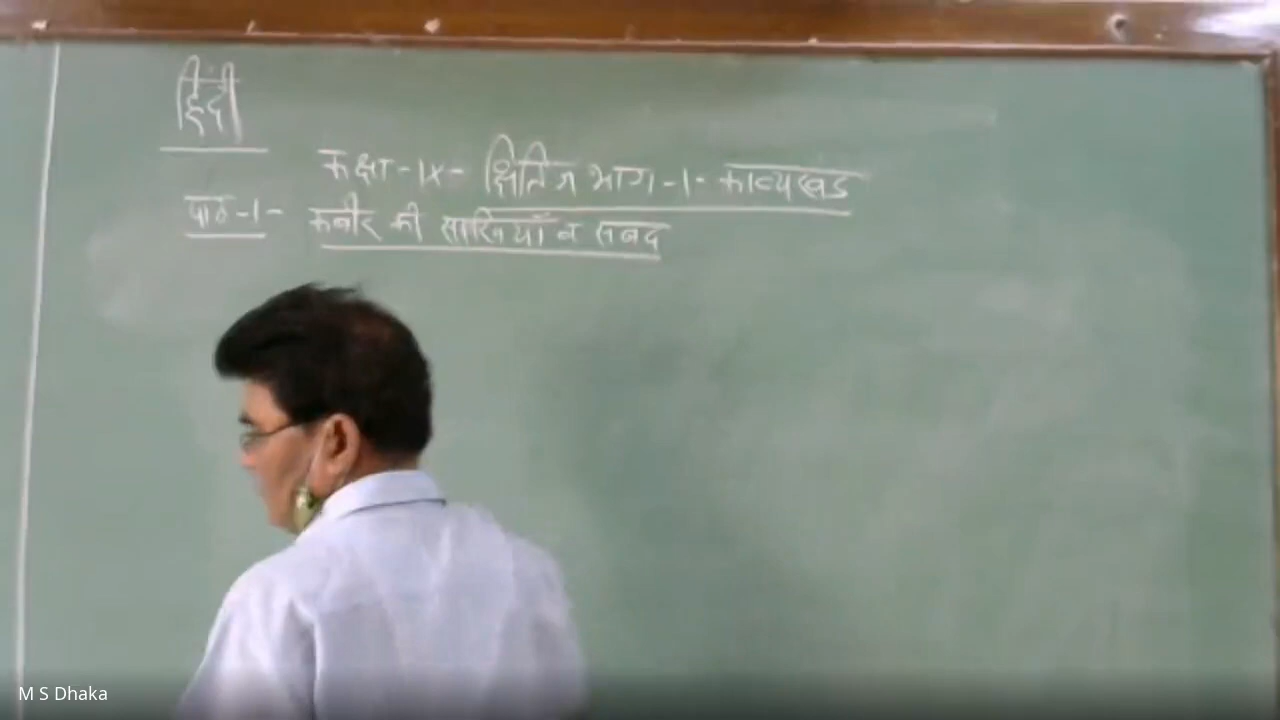 हिंदी
कक्षा-IX- क्षितिज भाग-1- काव्यखंड
पाठ-1- कबीर की साखियाँ व सबद
M S Dhaka